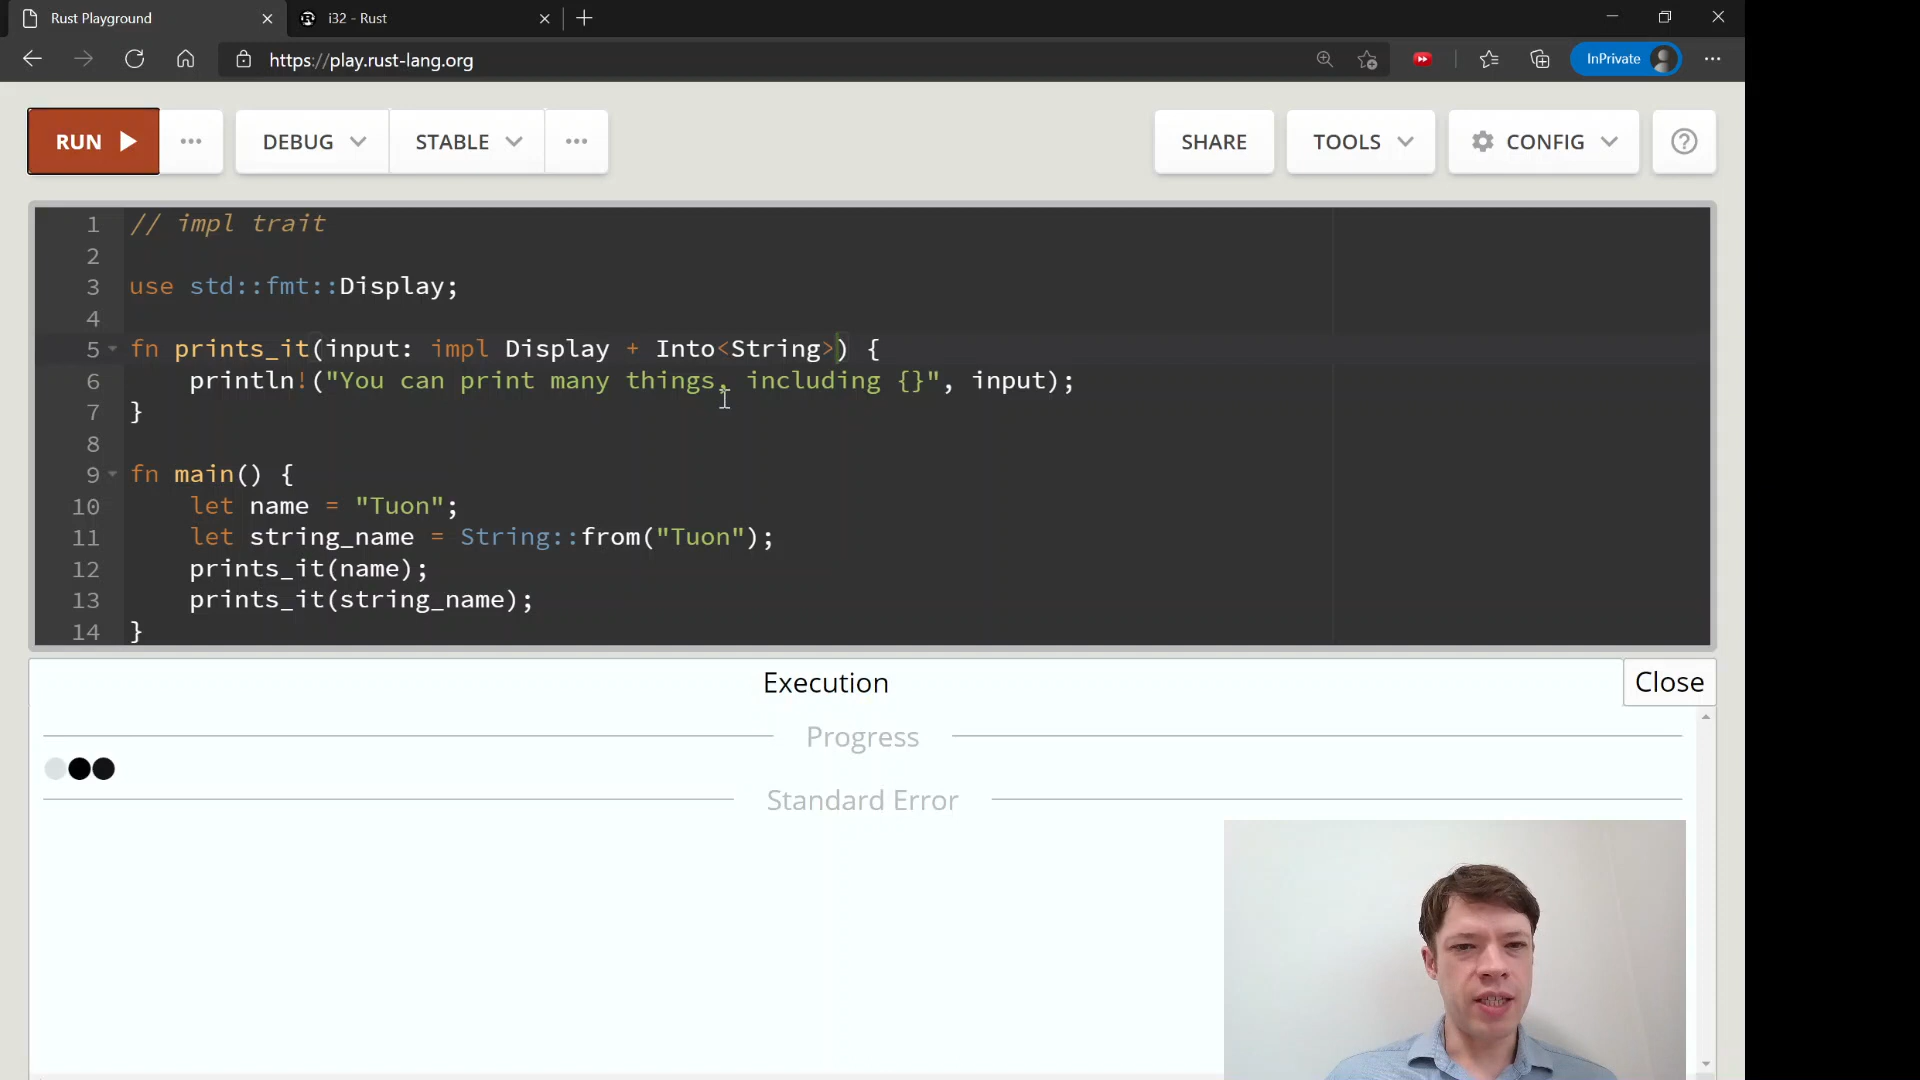 Rust Playground
i32 - Rust
https://play.rust-lang.org
InPrivate
RUN
DEBUG
STABLE
SHARE
TOOLS
CONFIG
1 // impl trait
2
3 use std::fmt::Display;
4
5 fn prints_it(input: impl Display + Into<String>) {
6 println!("You can print many things, including {}", input);
7 }
8
9 fn main() {
10 let name = "Tuon";
11 let string_name = String::from("Tuon");
12 prints_it(name);
13 prints_it(string_name);
14 }
Execution
Close
Progress
Standard Error